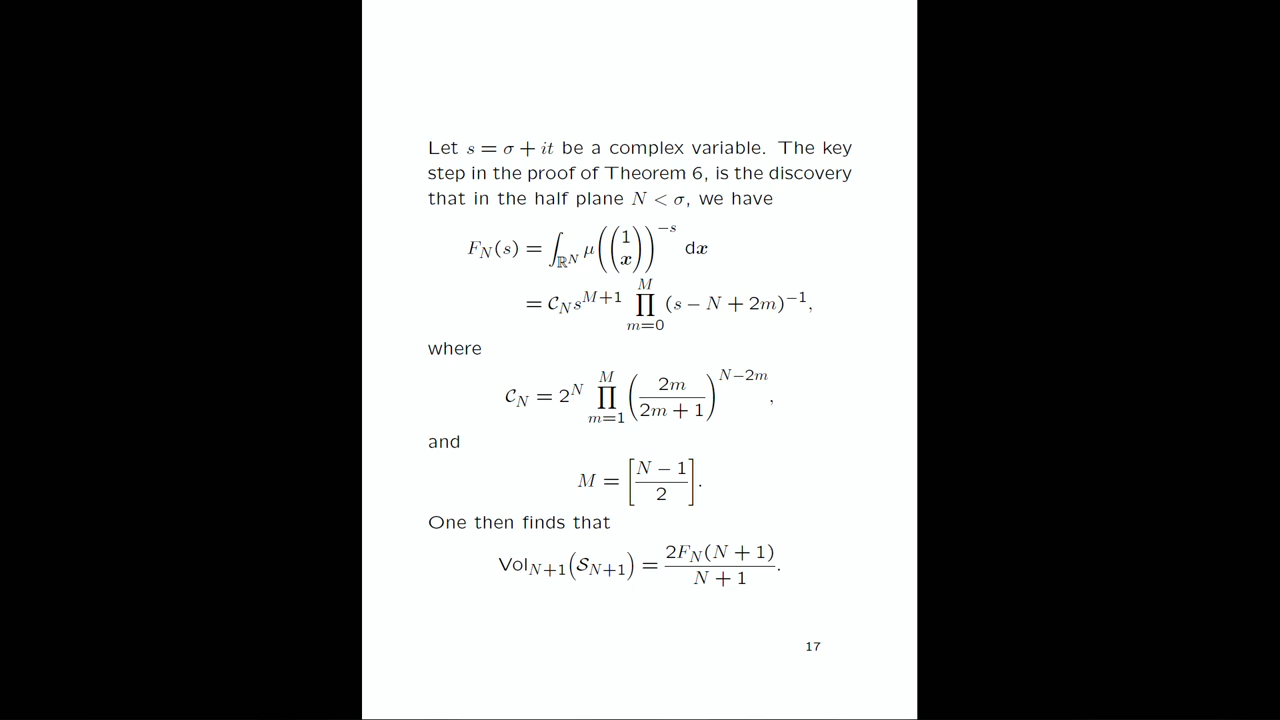 Let s = σ + it be a complex variable. The key
step in the proof of Theorem 6, is the discovery
that in the half plane N < σ, we have
F_N(s) = ∫_{ℝ^N} μ((1 x))^{−s} dx
= C_N s^{M+1} ∏_{m=0}^{M} (s − N + 2m)^{−1},
where
C_N = 2^N ∏_{m=1}^{M} (2m/(2m + 1))^{N−2m},
and
M = [(N − 1)/2].
One then finds that
Vol_{N+1}(S_{N+1}) = 2F_N(N + 1)/(N + 1).
17